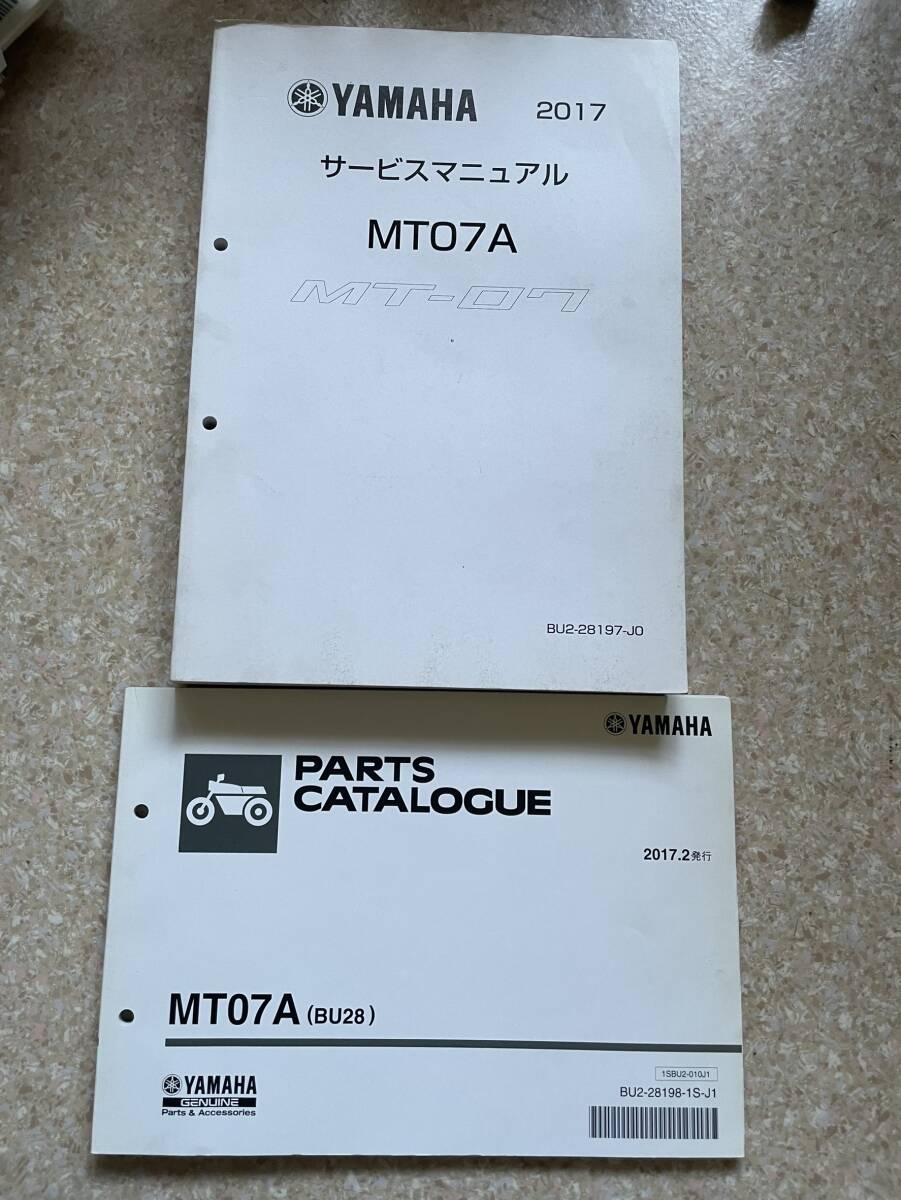 YAMAHA 2017
サービスマニュアル
MT07A
MT-07
BU2-28197-J0
YAMAHA
PARTS
CATALOGUE
2017.2発行
MT07A (BU28)
1SBU2-010J1
BU2-28198-1S-J1
YAMAHA
GENUINE
Parts & Accessories